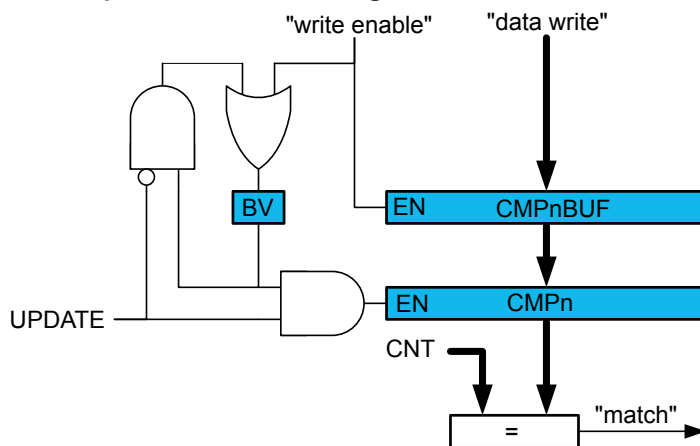 "write enable" "data write"
BV
EN CMPnBUF
EN CMPn
UPDATE
CNT
=
"match"